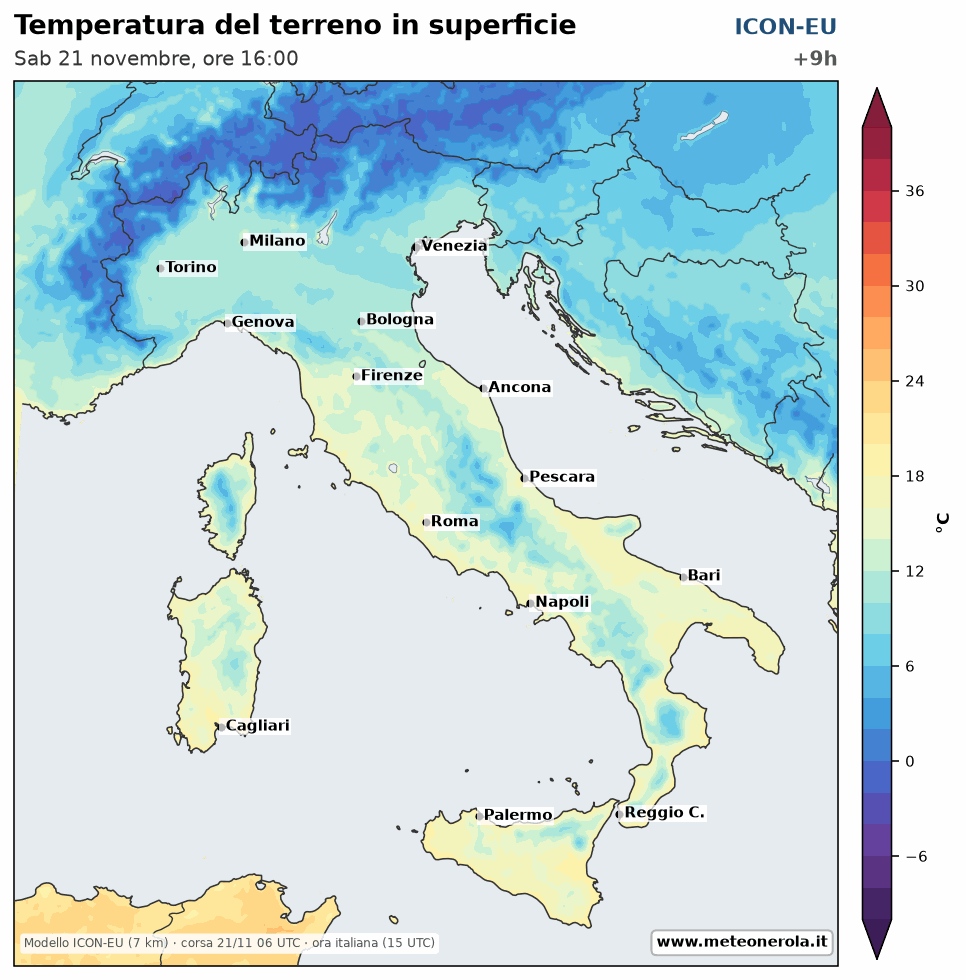 Temperatura del terreno in superficie
ICON-EU
Sab 21 novembre, ore 16:00
+9h
Milano
Venezia
Torino
Genova
Bologna
Firenze
Ancona
Pescara
Roma
Bari
Napoli
Cagliari
Palermo
Reggio C.
36
30
24
18
12
6
0
−6
°C
Modello ICON-EU (7 km) · corsa 21/11 06 UTC · ora italiana (15 UTC)
www.meteonerola.it